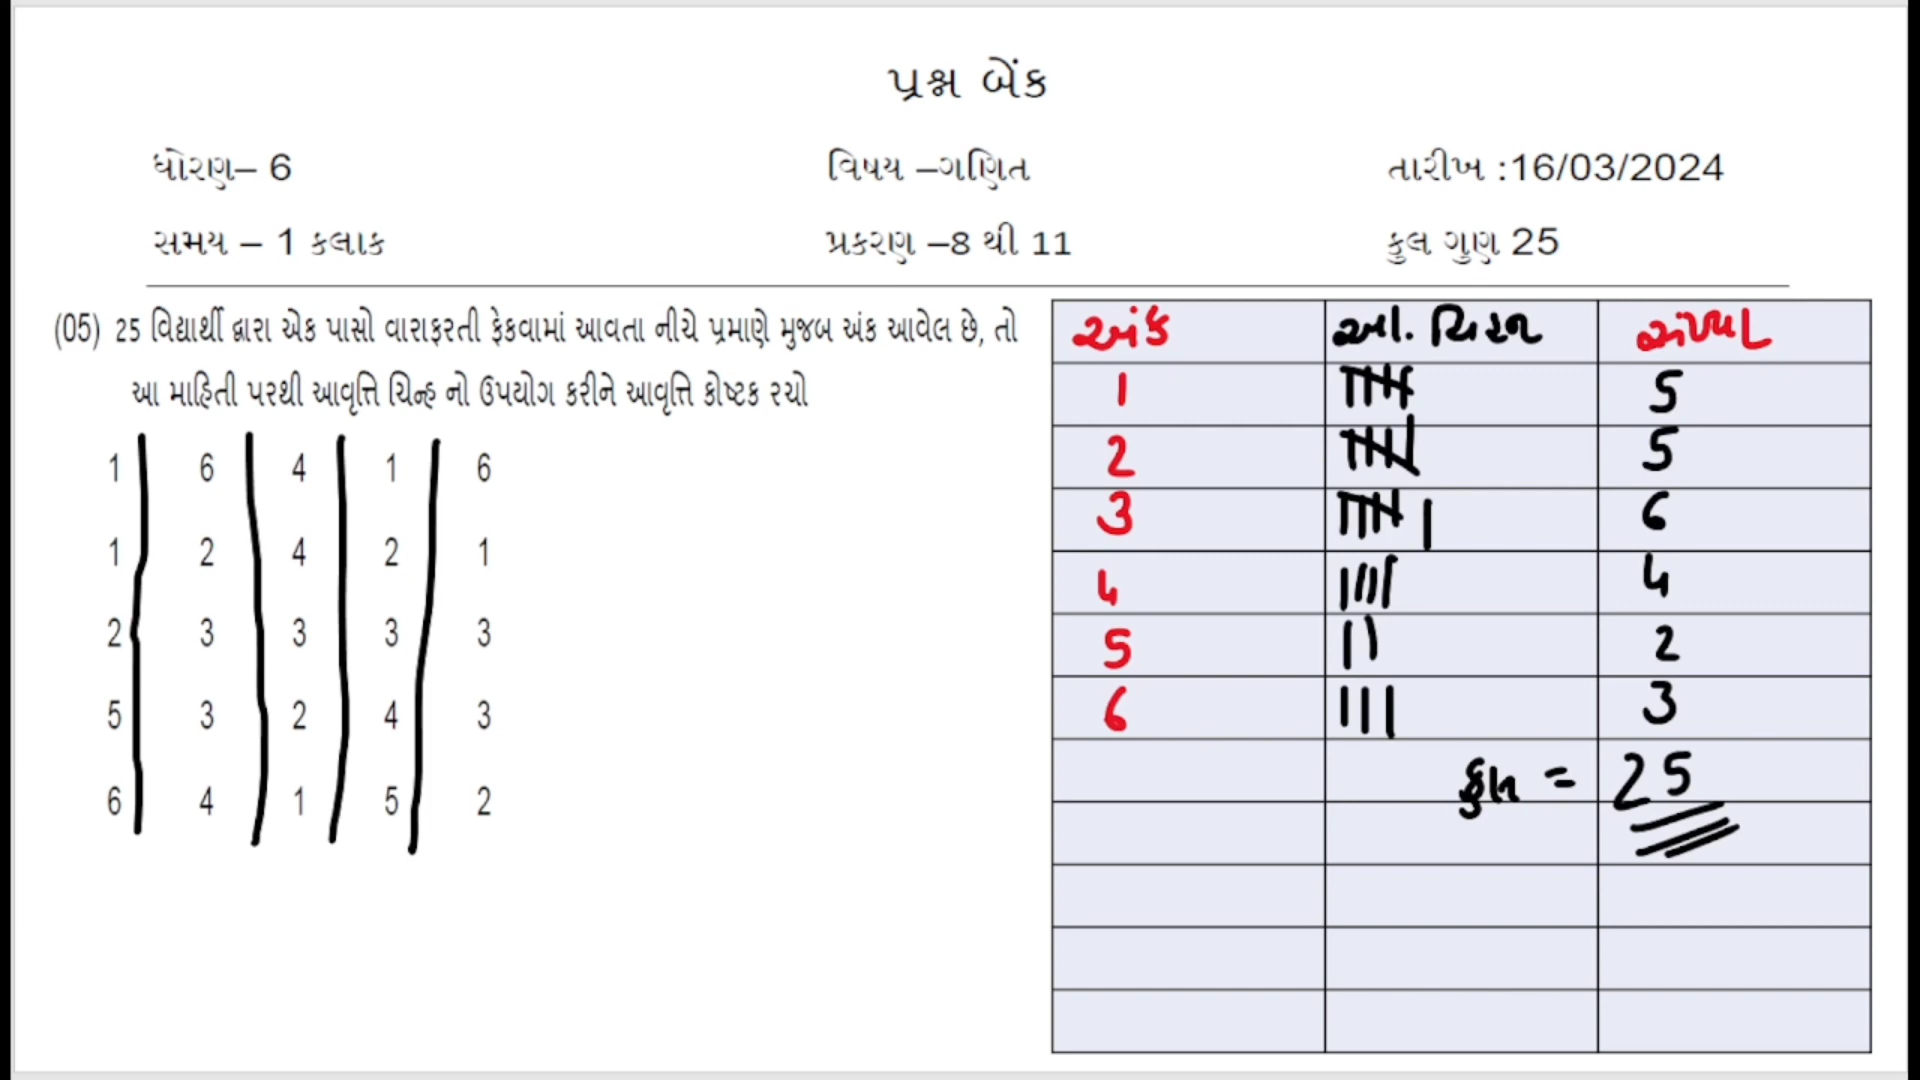 પ્રશ્ન બેંક
ધોરણ– 6 વિષય –ગણિત તારીખ :16/03/2024
સમય – 1 કલાક પ્રકરણ –8 થી 11 કુલ ગુણ 25
(05) 25 વિદ્યાર્થી દ્વારા એક પાસો વારાફરતી ફેકવામાં આવતા નીચે પ્રમાણે મુજબ અંક આવેલ છે, તો
આ માહિતી પરથી આવૃત્તિ ચિન્હ નો ઉપયોગ કરીને આવૃત્તિ કોષ્ટક રચો
1 6 4 1 6
1 2 4 2 1
2 3 3 3 3
5 3 2 4 3
6 4 1 5 2
અંક આ. ચિહ્ન સંખ્યા
1 5
2 5
3 6
4 4
5 2
6 3
કુલ = 25